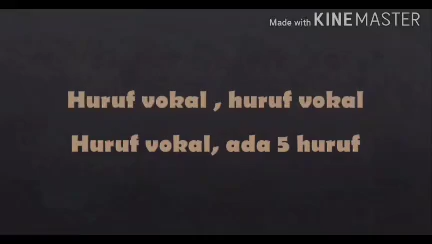 Made with KINEMASTER
Huruf vokal , huruf vokal
Huruf vokal, ada 5 huruf